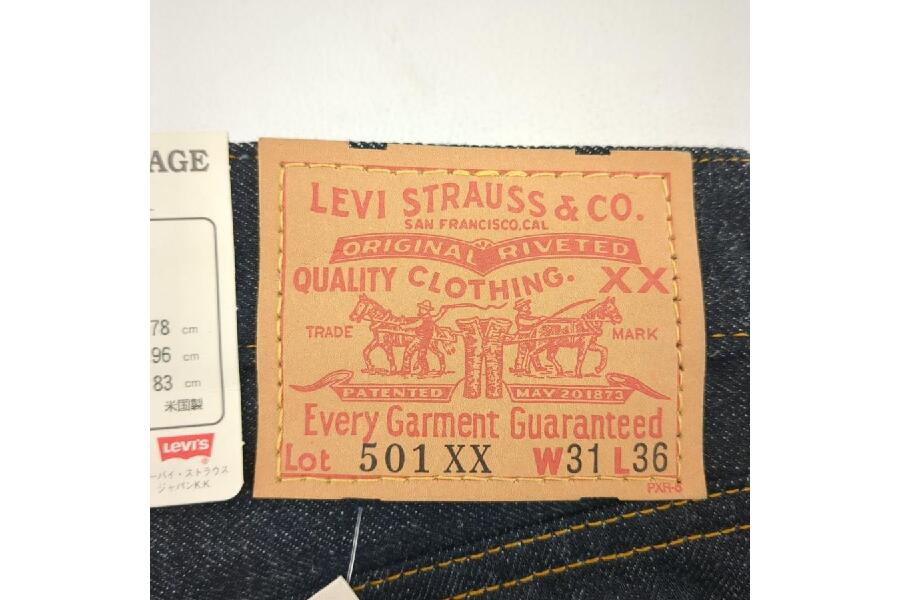 AGE
78 cm
96 cm
83 cm
米国製
Levi's
ーバイ・ストラウス
ジャパンK.K.
LEVI STRAUSS & CO.
SAN FRANCISCO, CAL
ORIGINAL RIVETED
QUALITY CLOTHING. XX
TRADE MARK
PATENTED MAY 20 1873
Every Garment Guaranteed
Lot 501 XX W31 L36
PXR-6